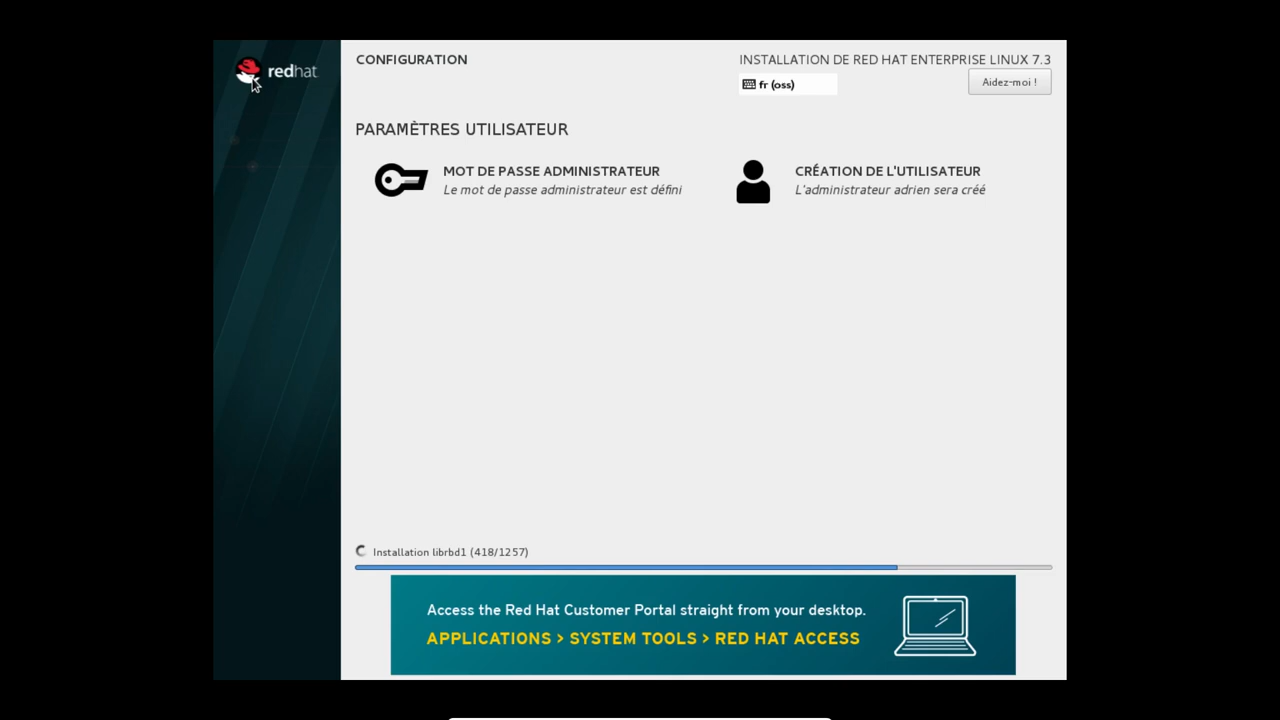 redhat
CONFIGURATION
INSTALLATION DE RED HAT ENTERPRISE LINUX 7.3
fr (oss)
Aidez-moi !
PARAMÈTRES UTILISATEUR
MOT DE PASSE ADMINISTRATEUR
Le mot de passe administrateur est défini
CRÉATION DE L'UTILISATEUR
L'administrateur adrien sera créé
Installation librbd1 (418/1257)
Access the Red Hat Customer Portal straight from your desktop.
APPLICATIONS > SYSTEM TOOLS > RED HAT ACCESS